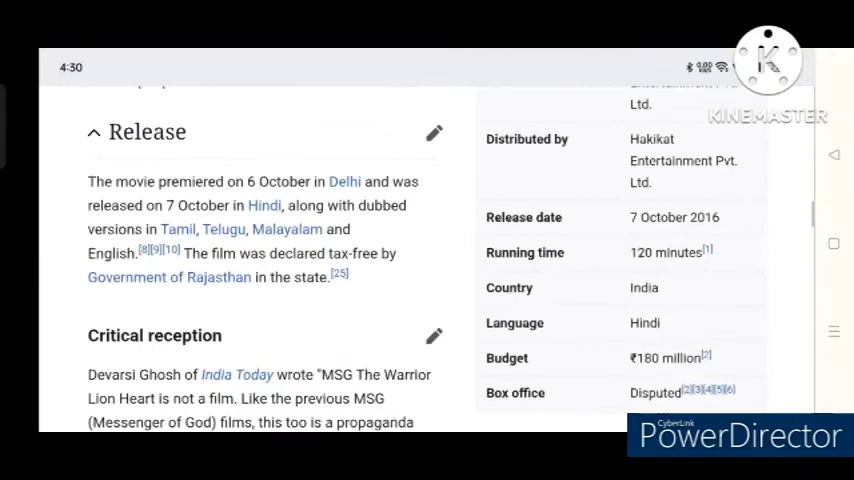 4:30
KINEMASTER
Release
The movie premiered on 6 October in Delhi and was
released on 7 October in Hindi, along with dubbed
versions in Tamil, Telugu, Malayalam and
English.[8][9][10] The film was declared tax-free by
Government of Rajasthan in the state.[25]
Critical reception
Devarsi Ghosh of India Today wrote "MSG The Warrior
Lion Heart is not a film. Like the previous MSG
(Messenger of God) films, this too is a propaganda
Ltd.
Distributed by Hakikat
Entertainment Pvt.
Ltd.
Release date 7 October 2016
Running time 120 minutes[1]
Country India
Language Hindi
Budget ₹180 million[2]
Box office Disputed[2][3][4][5][6]
CyberLink
PowerDirector